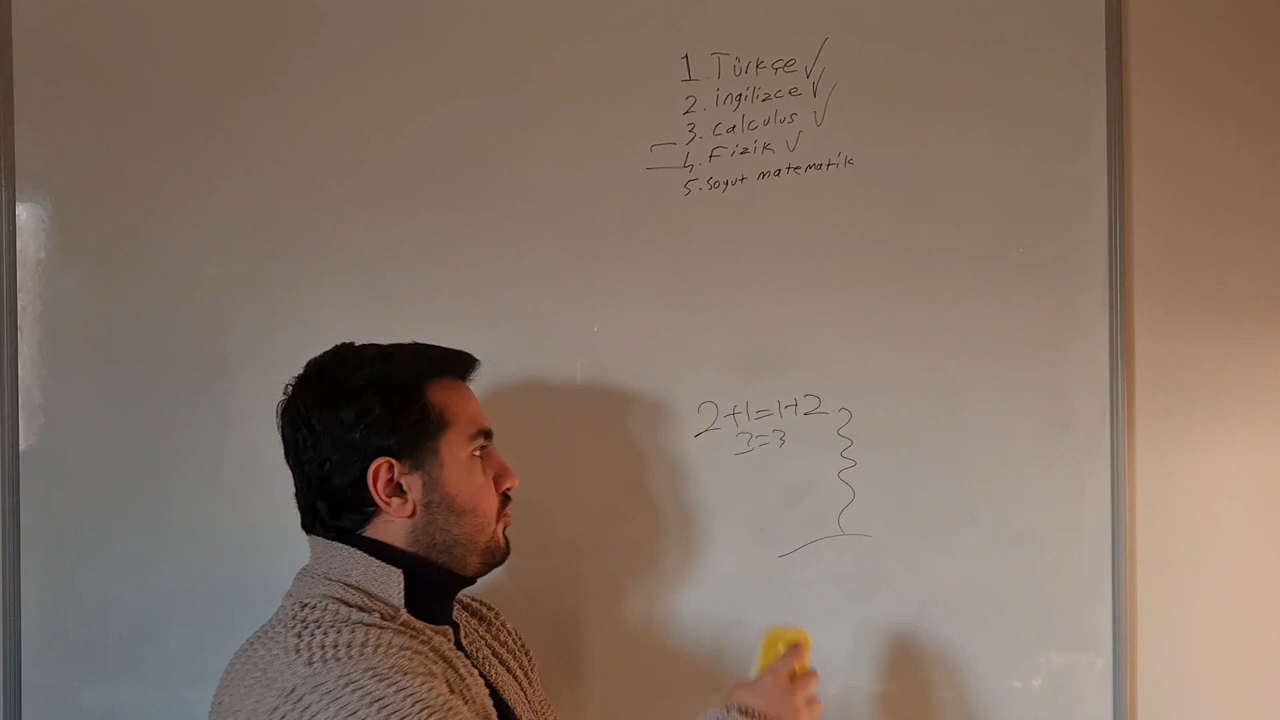 1. Türkçe ✓
2. ingilizce ✓
3. calculus ✓
4. Fizik ✓
5. Soyut matematik
2+1=1+2
3=3